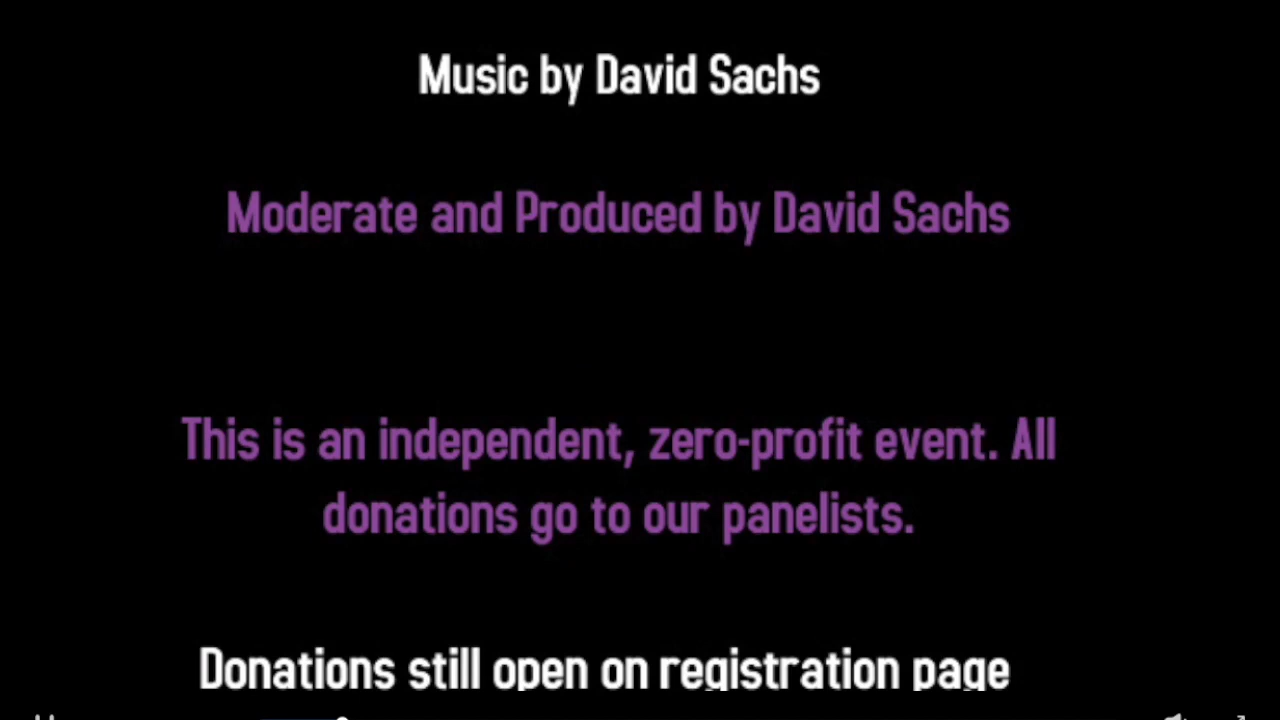 Music by David Sachs
Moderate and Produced by David Sachs
This is an independent, zero-profit event. All
donations go to our panelists.
Donations still open on registration page